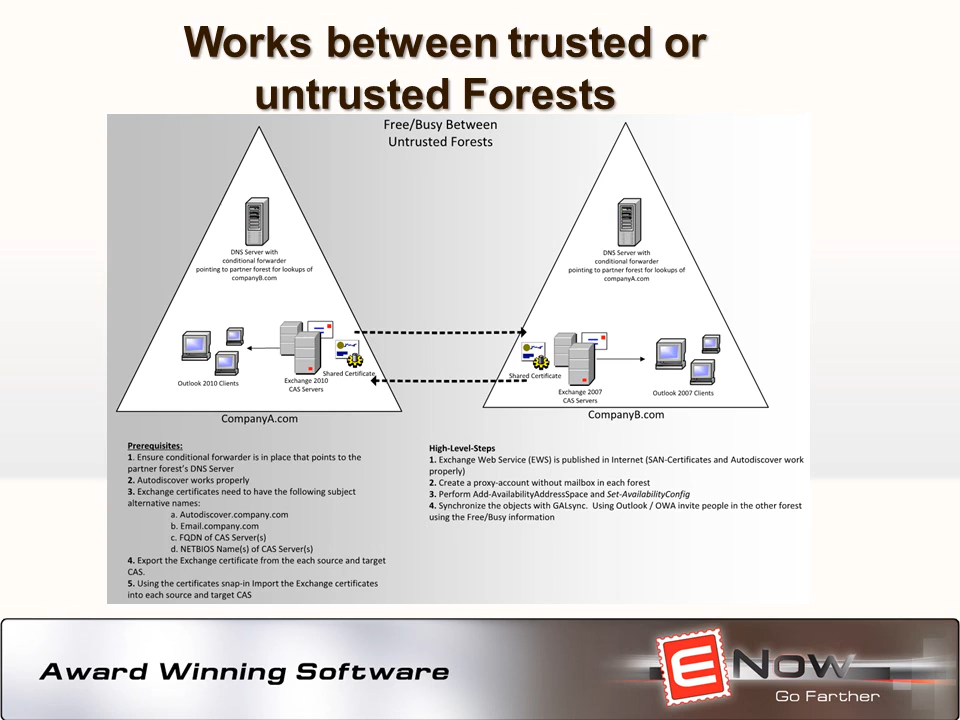 Works between trusted or
untrusted Forests
Free/Busy Between
Untrusted Forests
DNS Server with
conditional forwarder
pointing to partner forest for lookups of
companyB.com
Outlook 2010 Clients
Exchange 2010
CAS Servers
Shared Certificate
CompanyA.com
DNS Server with
conditional forwarder
pointing to partner forest for lookups of
companyA.com
Shared Certificate
Exchange 2007
CAS Servers
Outlook 2007 Clients
CompanyB.com
Prerequisites:
1. Ensure conditional forwarder is in place that points to the
partner forest's DNS Server
2. Autodiscover works properly
3. Exchange certificates need to have the following subject
alternative names:
a. Autodiscover.company.com
b. Email.company.com
c. FQDN of CAS Server(s)
d. NETBIOS Name(s) of CAS Server(s)
4. Export the Exchange certificate from the each source and target
CAS.
5. Using the certificates snap-in Import the Exchange certificates
into each source and target CAS
High-Level-Steps
1. Exchange Web Service (EWS) is published in Internet (SAN-Certificates and Autodiscover work
properly)
2. Create a proxy-account without mailbox in each forest
3. Perform Add-AvailabilityAddressSpace and Set-AvailabilityConfig
4. Synchronize the objects with GALsync. Using Outlook / OWA invite people in the other forest
using the Free/Busy information
Award Winning Software
ENow
Go Farther